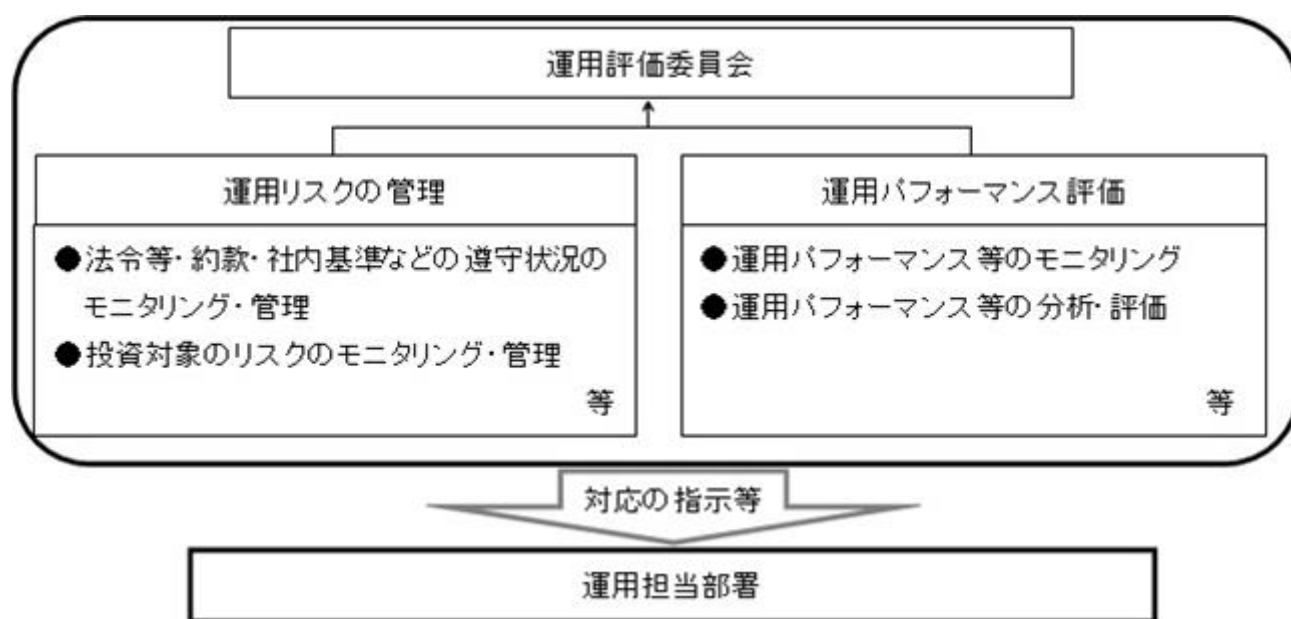 運用評価委員会
運用リスクの管理
●法令等・約款・社内基準などの遵守状況の
モニタリング・管理
●投資対象のリスクのモニタリング・管理
等
運用パフォーマンス評価
●運用パフォーマンス等のモニタリング
●運用パフォーマンス等の分析・評価
等
対応の指示等
運用担当部署